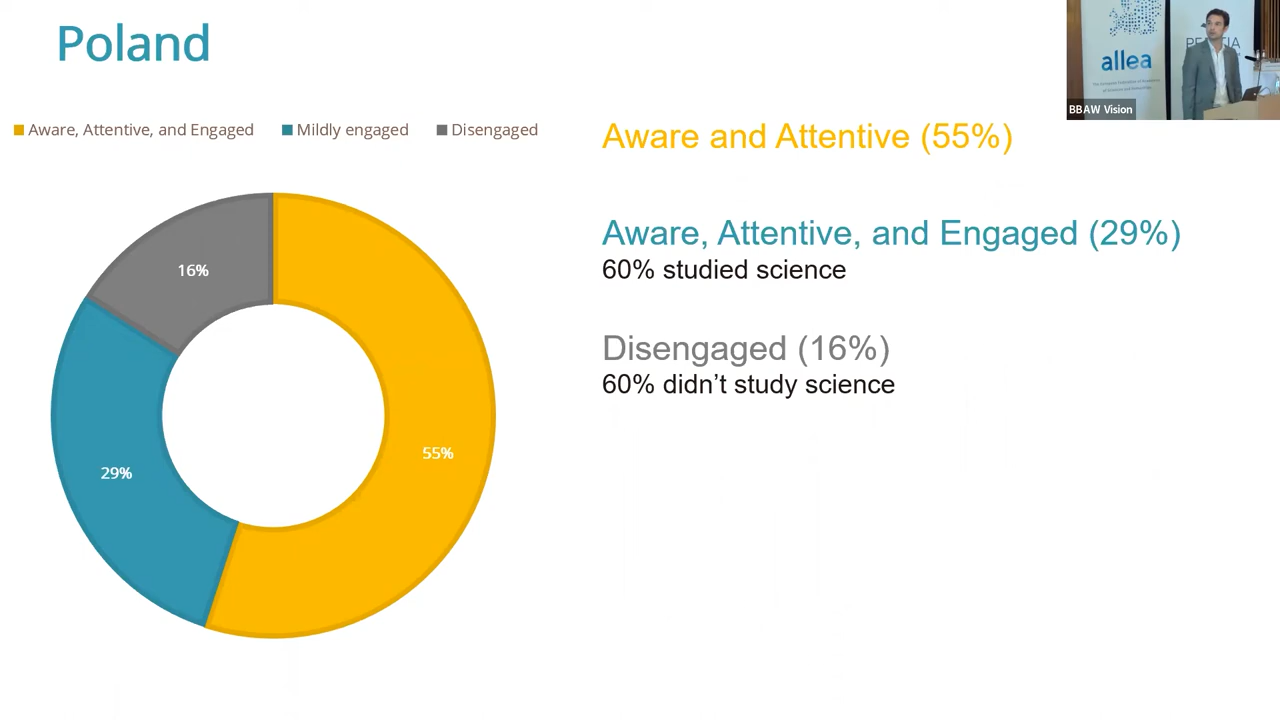 Poland
Aware, Attentive, and Engaged
Mildly engaged
Disengaged
Aware and Attentive (55%)
Aware, Attentive, and Engaged (29%)
60% studied science
Disengaged (16%)
60% didn't study science
16%
55%
29%
allea
BBAW Vision